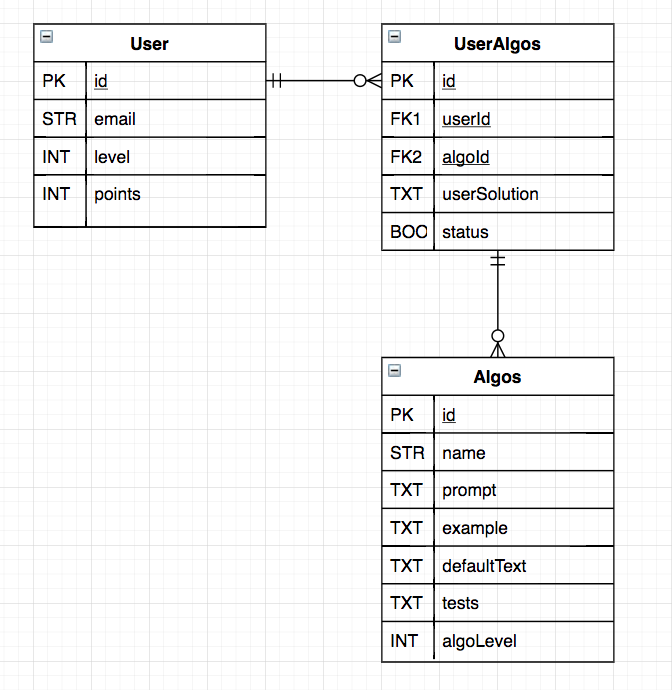 User
PK id
STR email
INT level
INT points
UserAlgos
PK id
FK1 userId
FK2 algoId
TXT userSolution
BOO status
Algos
PK id
STR name
TXT prompt
TXT example
TXT defaultText
TXT tests
INT algoLevel